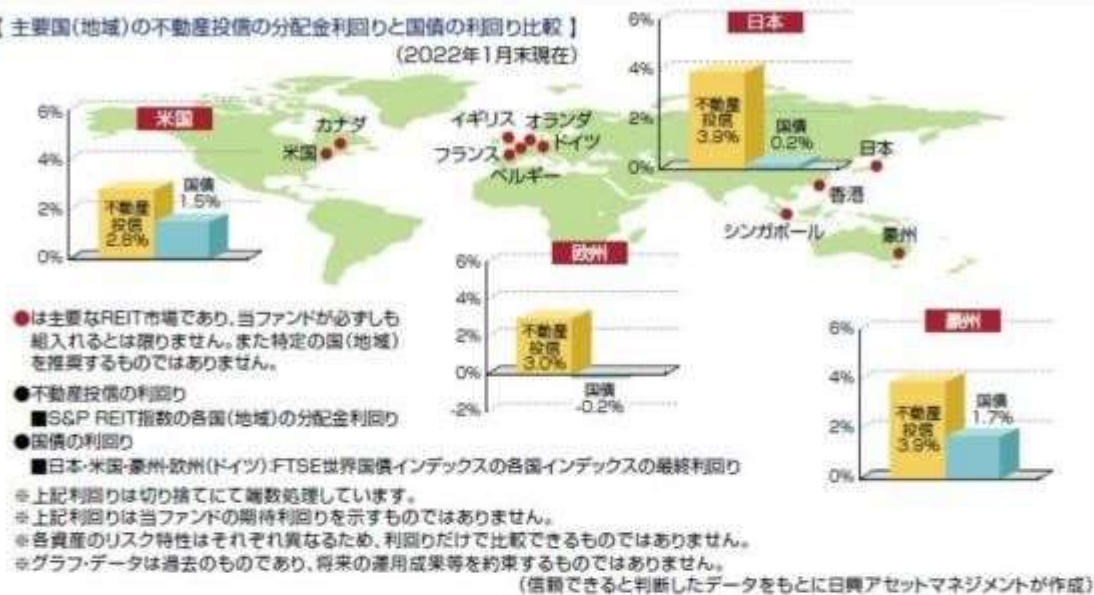 【 主要国(地域)の不動産投信の分配金利回りと国債の利回り比較 】
(2022年1月末現在)
日本
6%
4%
2%
0%
不動産
投信
3.9%
国債
0.2%
米国
6%
4%
2%
0%
不動産
投信
2.8%
国債
1.5%
カナダ
米国
イギリス
オランダ
フランス
ドイツ
ベルギー
日本
香港
シンガポール
豪州
欧州
6%
4%
2%
0%
-2%
不動産
投信
3.0%
国債
-0.2%
豪州
6%
4%
2%
0%
不動産
投信
3.9%
国債
1.7%
●は主要なREIT市場であり、当ファンドが必ずしも
組入れるとは限りません。また特定の国(地域)
を推奨するものではありません。
●不動産投信の利回り
■S&P REIT指数の各国(地域)の分配金利回り
●国債の利回り
■日本・米国・豪州・欧州(ドイツ):FTSE世界国債インデックスの各国インデックスの最終利回り
※上記利回りは切り捨てにて端数処理しています。
※上記利回りは当ファンドの期待利回りを示すものではありません。
※各資産のリスク特性はそれぞれ異なるため、利回りだけで比較できるものではありません。
※グラフ・データは過去のものであり、将来の運用成果等を約束するものではありません。
(信頼できると判断したデータをもとに日興アセットマネジメントが作成)